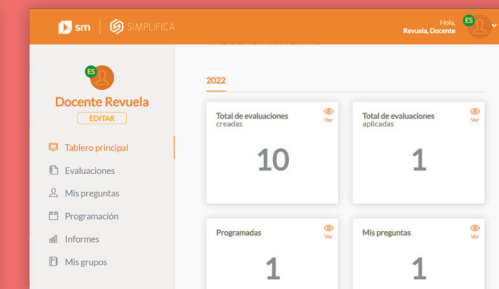 sm SIMPLIFICA
Hola,
Revuela, Docente
ES
ES
Docente Revuela
EDITAR
Tablero principal
Evaluaciones
Mis preguntas
Programación
Informes
Mis grupos
2022
Total de evaluaciones
creadas
Ver
10
Total de evaluaciones
aplicadas
Ver
1
Programadas
Ver
1
Mis preguntas
Ver
1